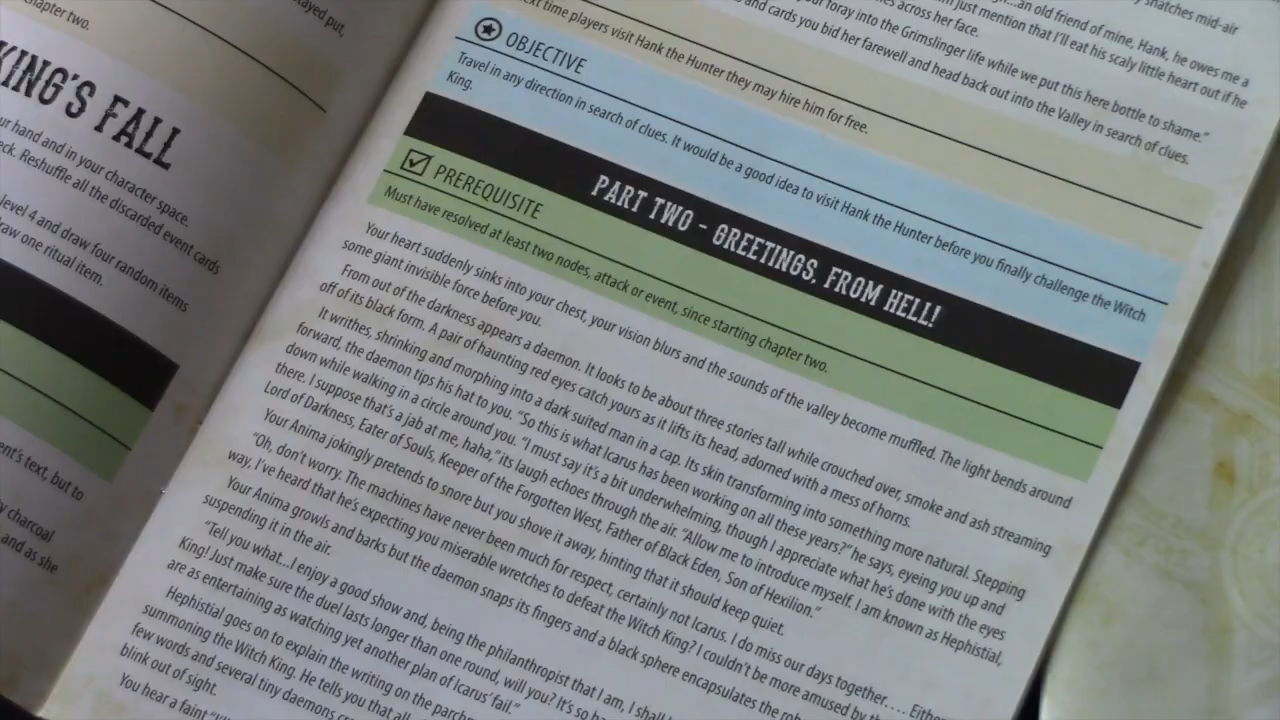 chapter two.
KING'S FALL
ur hand and in your character space.
eck. Reshuffle all the discarded event cards
level 4 and draw four random items
raw one ritual item.
ent's text, but to
y charcoal
and as she
ayed put,
snatches mid-air
an old friend of mine, Hank, he owes me a
just mention that I'll eat his scaly little heart out if he
s across her face.
our foray into the Grimslinger life while we put this here bottle to shame."
and cards you bid her farewell and head back out into the Valley in search of clues.
ext time players visit Hank the Hunter they may hire him for free.
OBJECTIVE
Travel in any direction in search of clues. It would be a good idea to visit Hank the Hunter before you finally challenge the Witch
King.
PART TWO - GREETINGS, FROM HELL!
PREREQUISITE
Must have resolved at least two nodes, attack or event, since starting chapter two.
Your heart suddenly sinks into your chest, your vision blurs and the sounds of the valley become muffled. The light bends around
some giant invisible force before you.
From out of the darkness appears a daemon. It looks to be about three stories tall while crouched over, smoke and ash streaming
off of its black form. A pair of haunting red eyes catch yours as it lifts its head, adorned with a mess of horns.
It writhes, shrinking and morphing into a dark suited man in a cap. Its skin transforming into something more natural. Stepping
forward, the daemon tips his hat to you. "So this is what Icarus has been working on all these years?" he says, eyeing you up and
down while walking in a circle around you. "I must say it's a bit underwhelming, though I appreciate what he's done with the eyes
there. I suppose that's a jab at me, haha," its laugh echoes through the air. "Allow me to introduce myself. I am known as Hephistial,
Lord of Darkness, Eater of Souls, Keeper of the Forgotten West, Father of Black Eden, Son of Hexilion."
Your Anima jokingly pretends to snore but you shove it away, hinting that it should keep quiet.
"Oh, don't worry. The machines have never been much for respect, certainly not Icarus. I do miss our days together. . . . Eithe
way, I've heard that he's expecting you miserable wretches to defeat the Witch King? I couldn't be more amused by th
Your Anima growls and barks but the daemon snaps its fingers and a black sphere encapsulates the rob
suspending it in the air.
"Tell you what...I enjoy a good show and, being the philanthropist that I am, I shall
King! Just make sure the duel lasts longer than one round, will you? It's so ha
are as entertaining as watching yet another plan of Icarus' fail."
Hephistial goes on to explain the writing on the parch
summoning the Witch King. He tells you that all
few words and several tiny daemons cr
blink out of sight.
You hear a faint